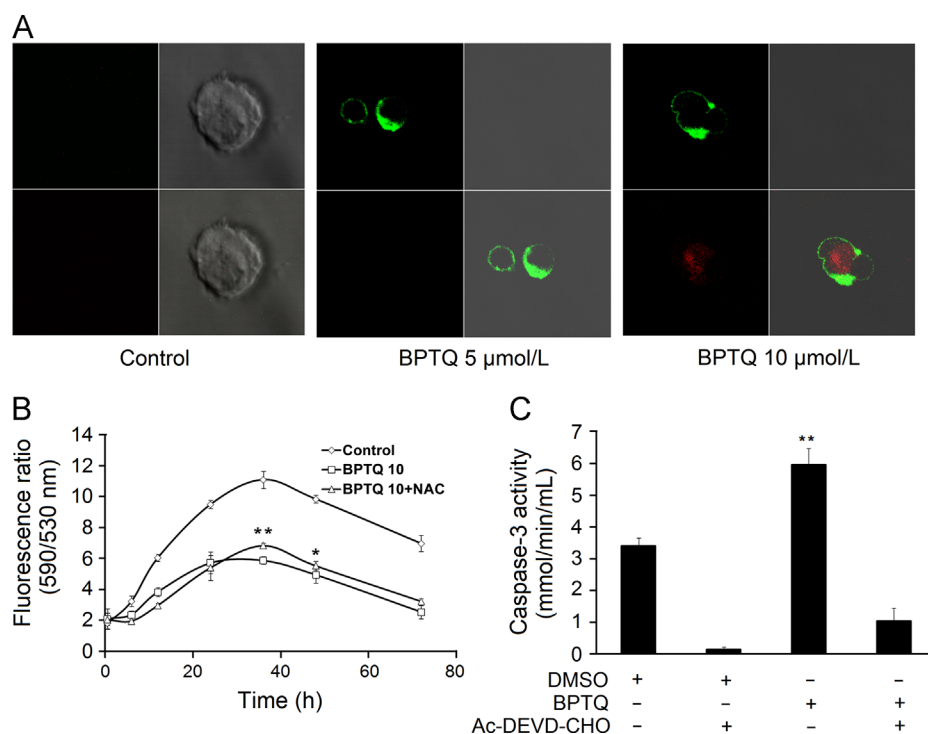 A
Control
BPTQ 5 μmol/L
BPTQ 10 μmol/L
B
Fluorescence ratio
(590/530 nm)
14
12
10
8
6
4
2
0
0 20 40 60 80
Time (h)
Control
BPTQ 10
BPTQ 10+NAC
**
*
C
Caspase-3 activity
(mmol/min/mL)
7
6
5
4
3
2
1
0
**
DMSO + + – –
BPTQ – – + +
Ac-DEVD-CHO – + – +